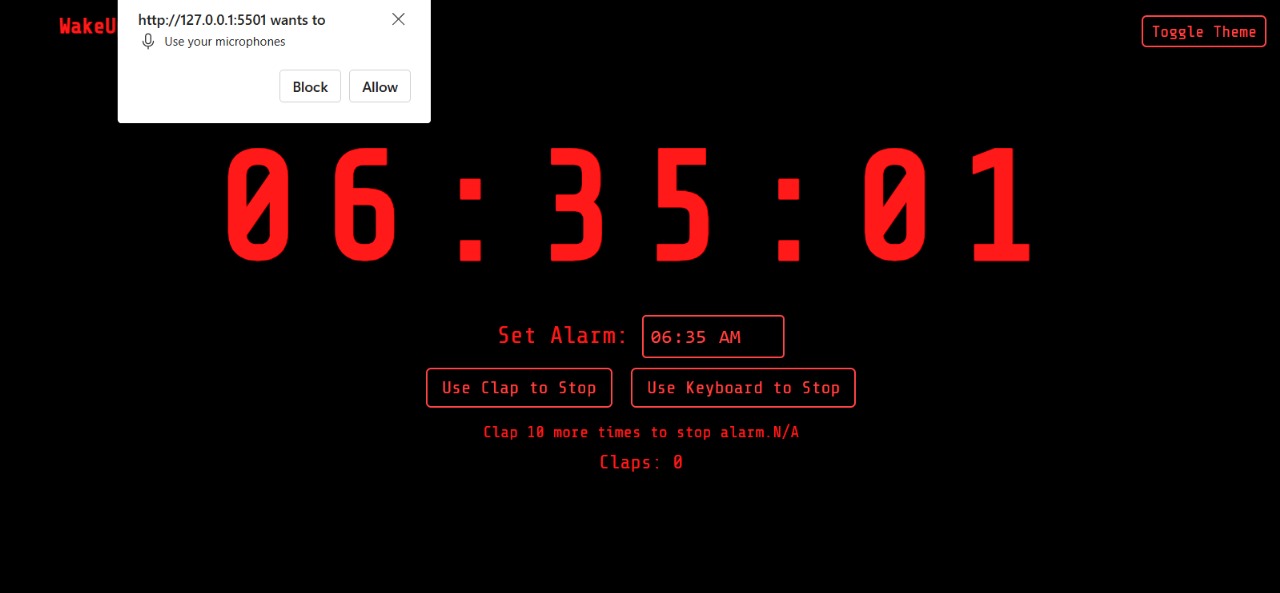 http://127.0.0.1:5501 wants to
Use your microphones
Block Allow
Toggle Theme
06:35:01
Set Alarm: 06:35 AM
Use Clap to Stop Use Keyboard to Stop
Clap 10 more times to stop alarm.N/A
Claps: 0